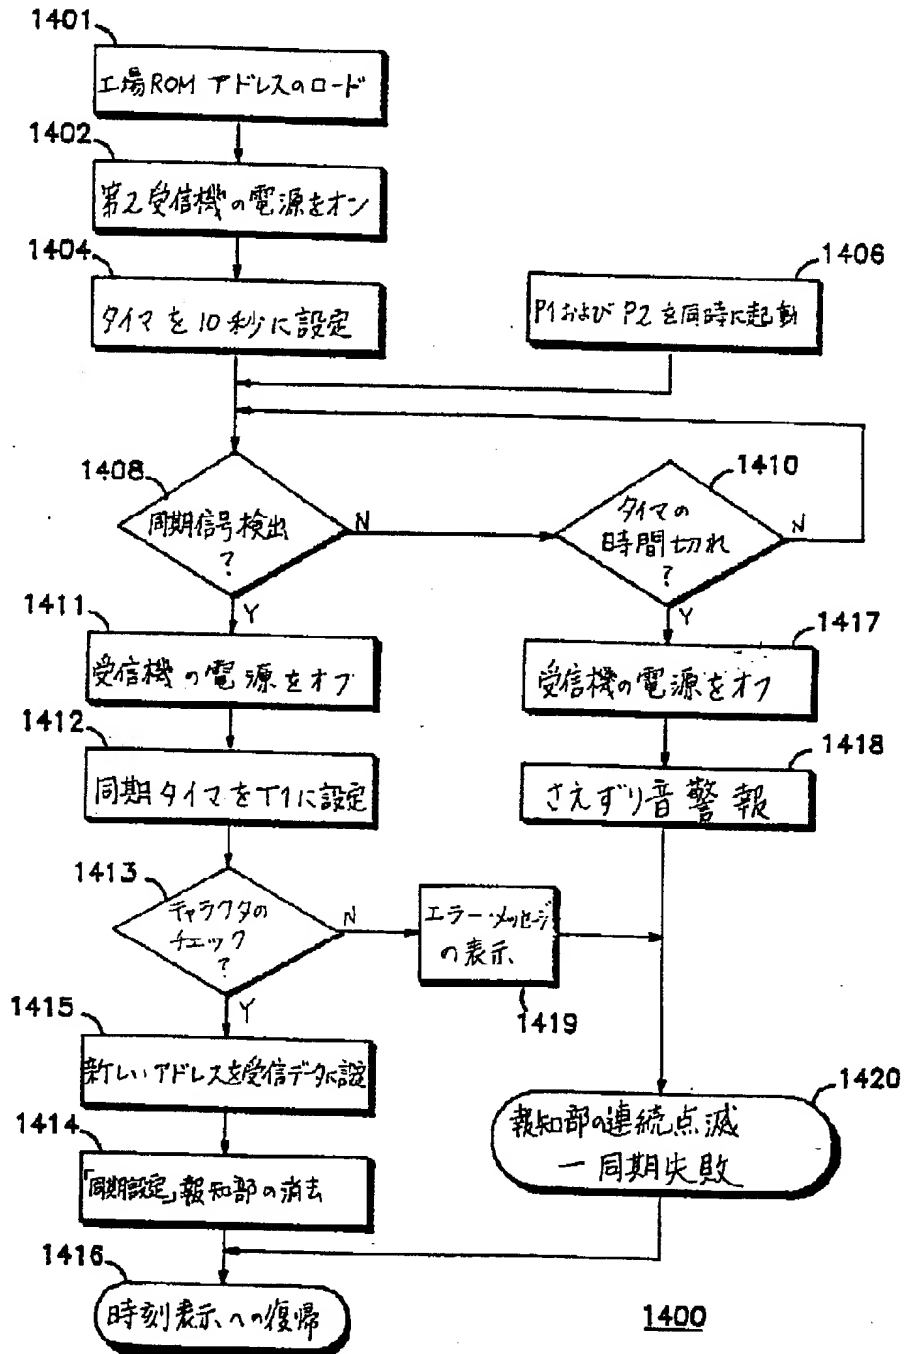 1401
工場ROM アドレスのロード
1402
第2受信機の電源をオン
1404
タイマを10秒に設定
1406
P1およびP2を同時に起動
1408
同期信号検出
?
N
Y
1410
タイマの
時間切れ
?
N
Y
1411
受信機の電源をオフ
1417
受信機の電源をオフ
1412
同期タイマをT1に設定
1418
さえずり音警報
1413
キャラクタの
チェック
?
N
Y
エラー・メッセージ
の表示
1419
1415
新しいアドレスを受信データに設定
1420
報知部の連続点滅
ー同期失敗
1414
「同期設定」報知部の消去
1416
時刻表示への復帰
1400